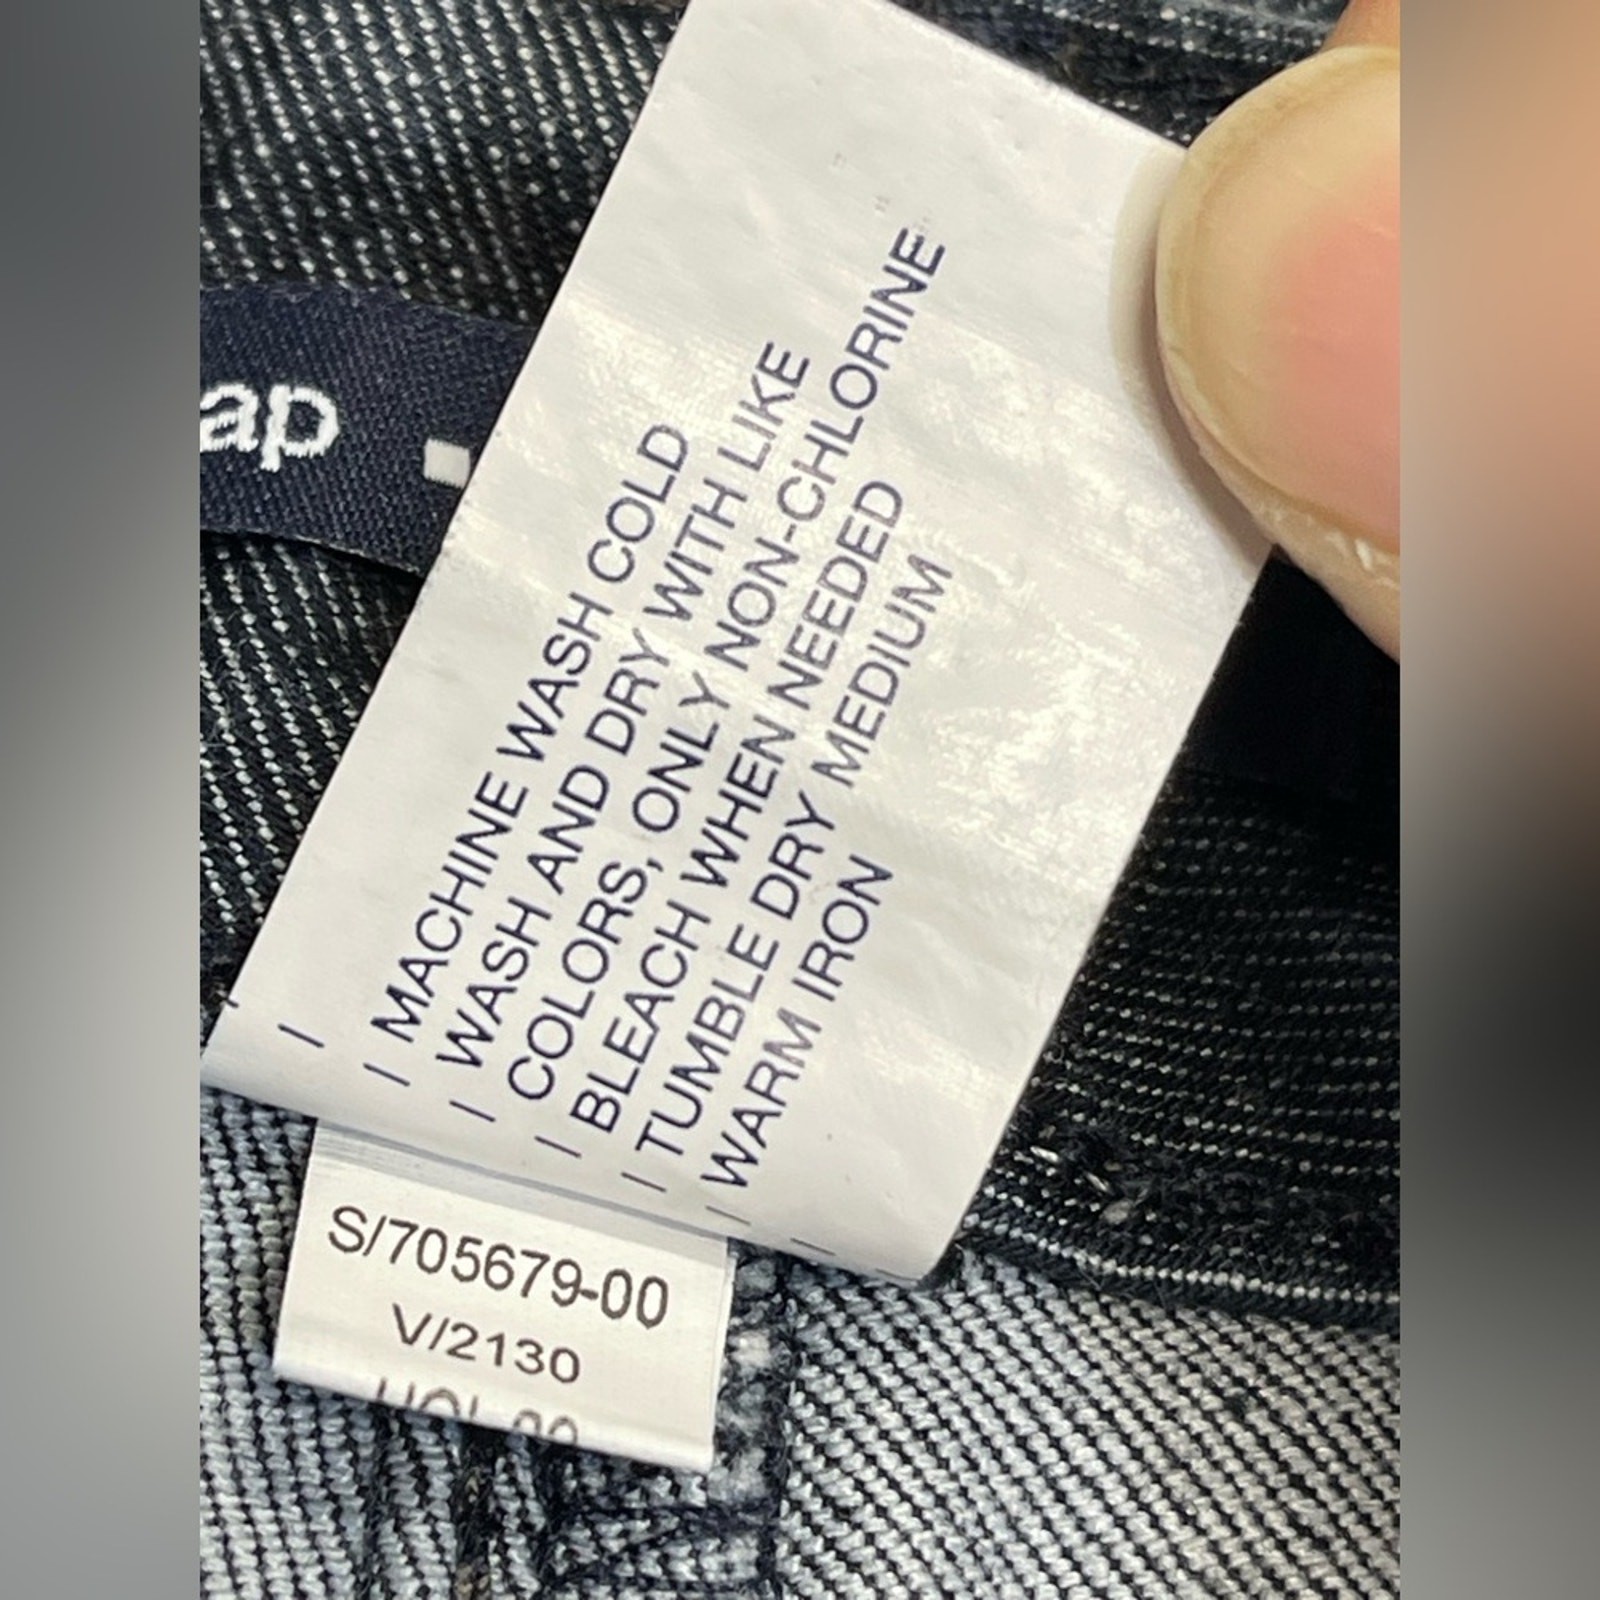 ap
MACHINE WASH COLD
WASH AND DRY WITH LIKE
COLORS, ONLY NON-CHLORINE
BLEACH WHEN NEEDED
TUMBLE DRY MEDIUM
WARM IRON
S/705679-00
V/2130